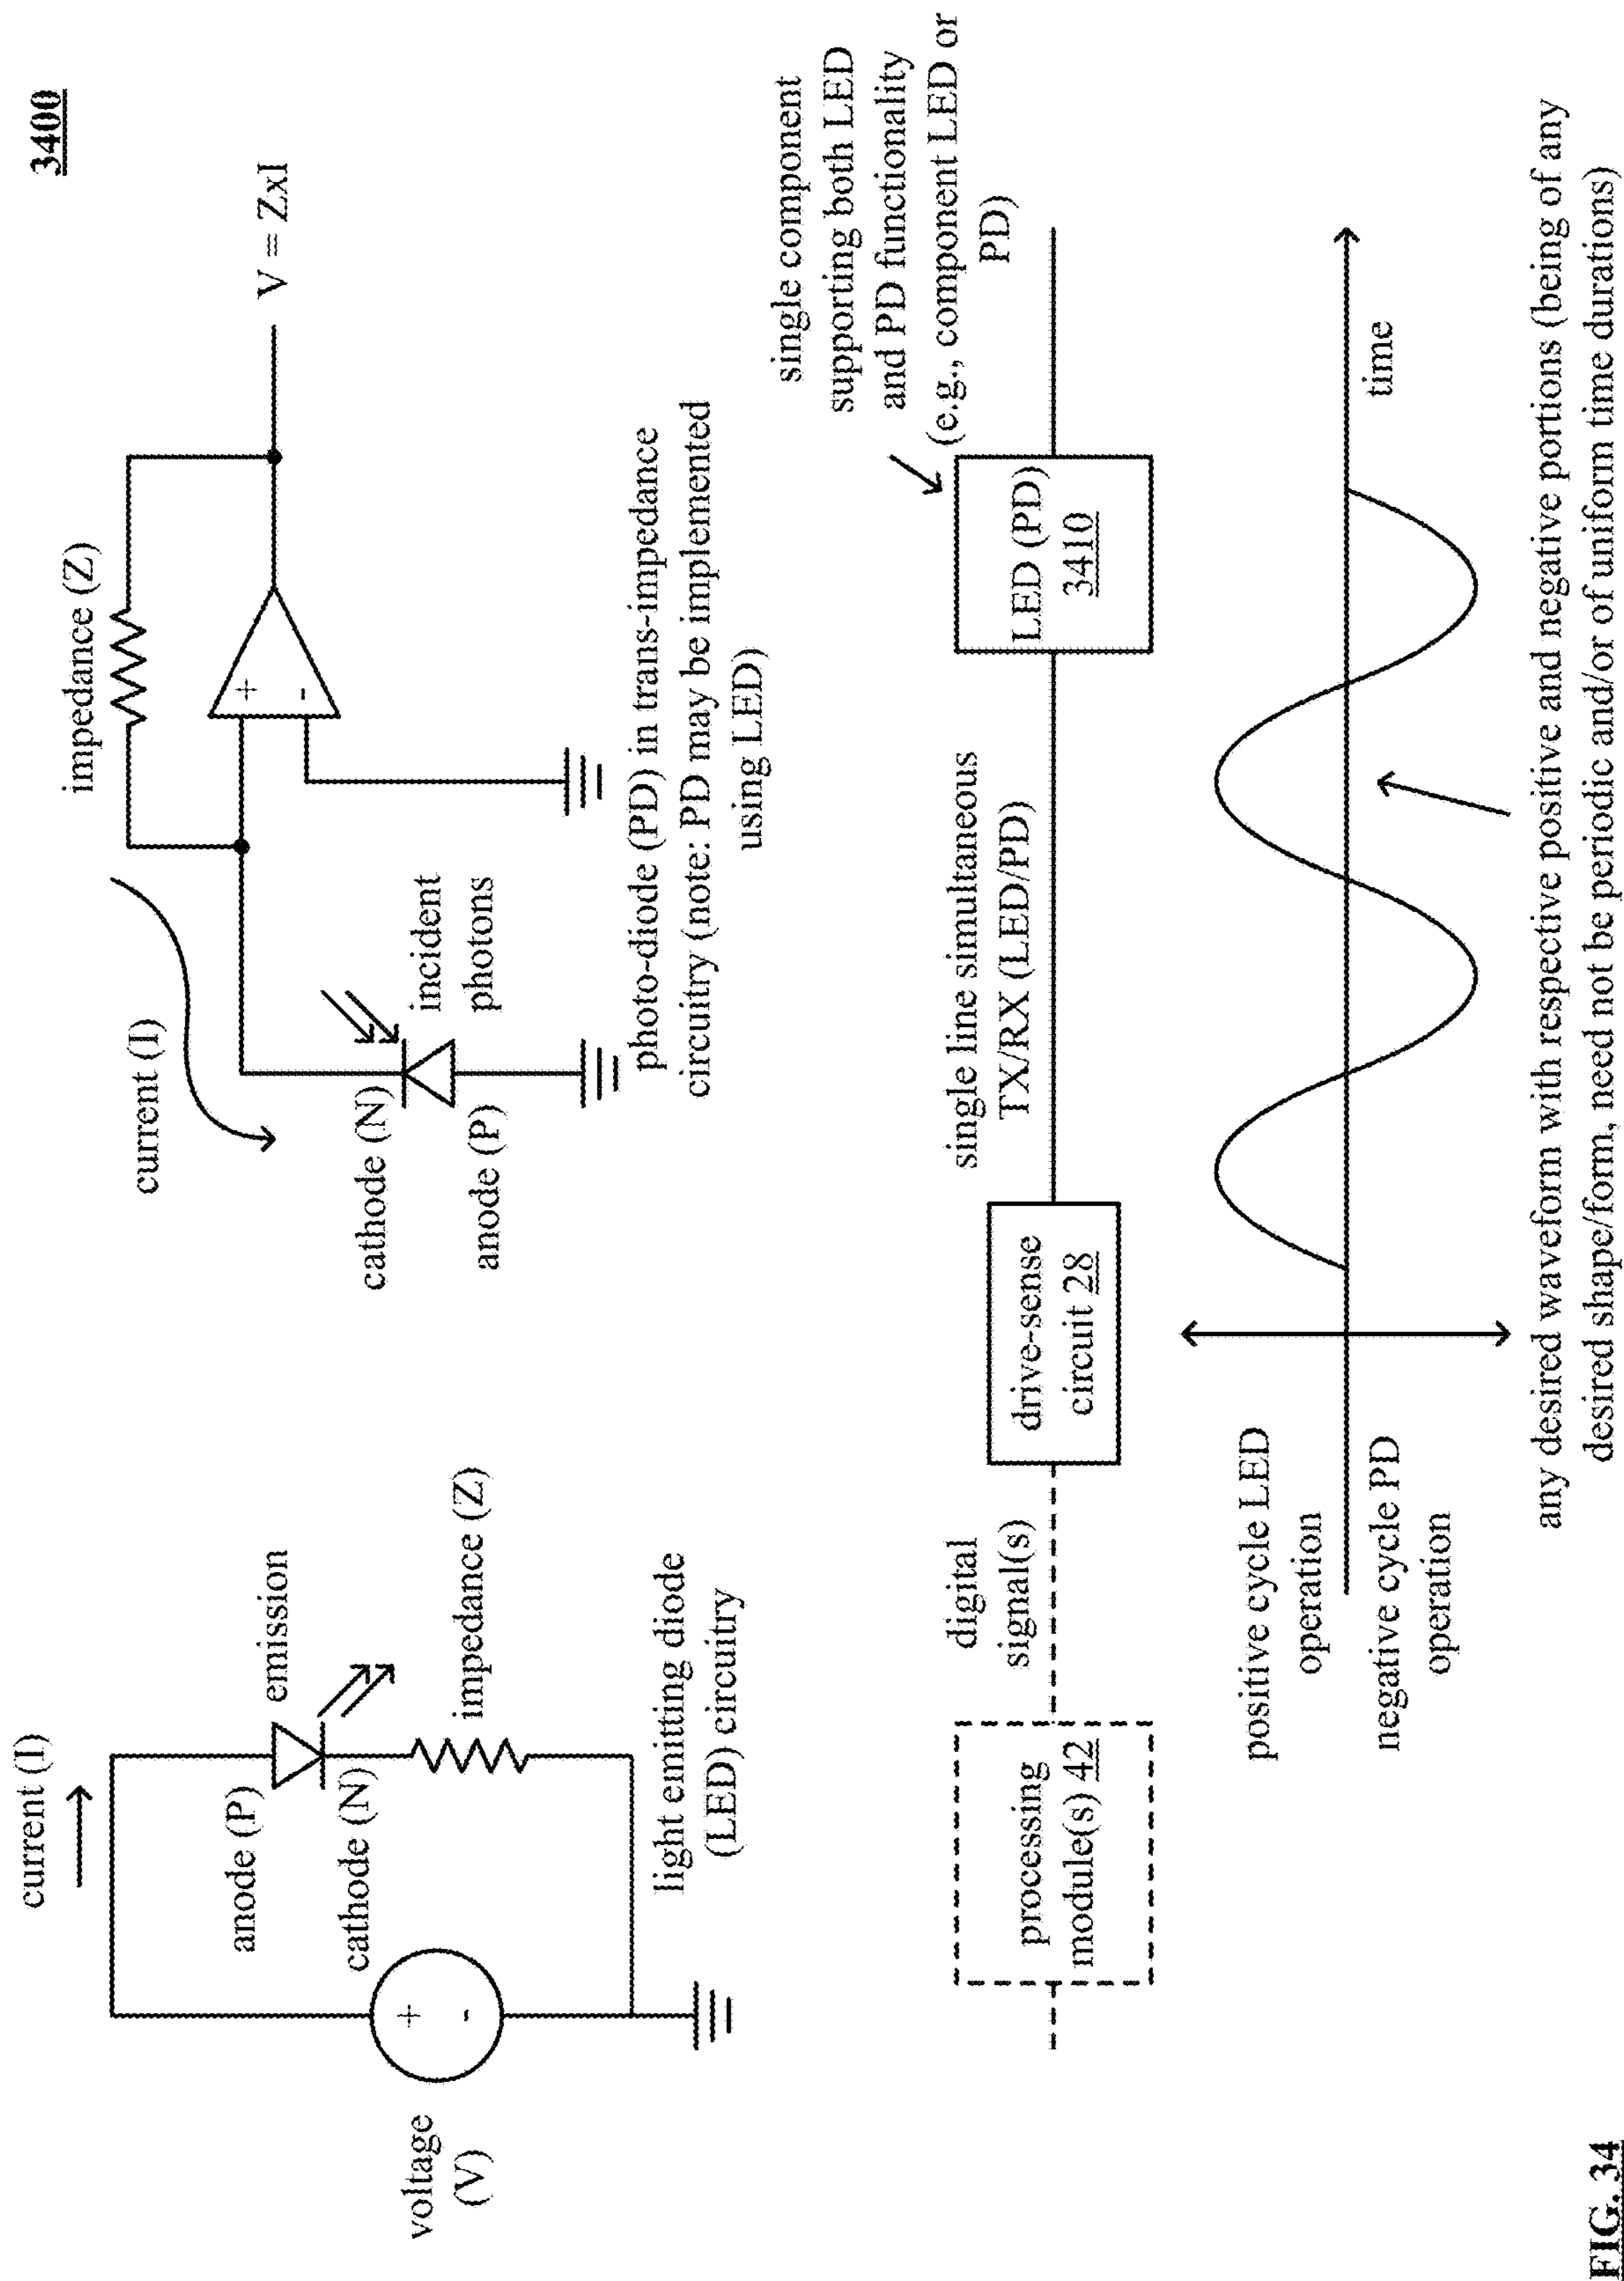 3400
current (I)
voltage
(V)
+
-
anode (P)
cathode (N)
emission
impedance (Z)
light emitting diode
(LED) circuitry
impedance (Z)
current (I)
+
-
V = ZxI
cathode (N)
anode (P)
incident
photons
photo-diode (PD) in trans-impedance
circuitry (note: PD may be implemented
using LED)
processing
module(s) 42
digital
signal(s)
drive-sense
circuit 28
single line simultaneous
TX/RX (LED/PD)
LED (PD)
3410
single component
supporting both LED
and PD functionality
(e.g., component LED or
PD)
positive cycle LED
operation
negative cycle PD
operation
time
any desired waveform with respective positive and negative portions (being of any
desired shape/form, need not be periodic and/or of uniform time durations)
FIG. 34